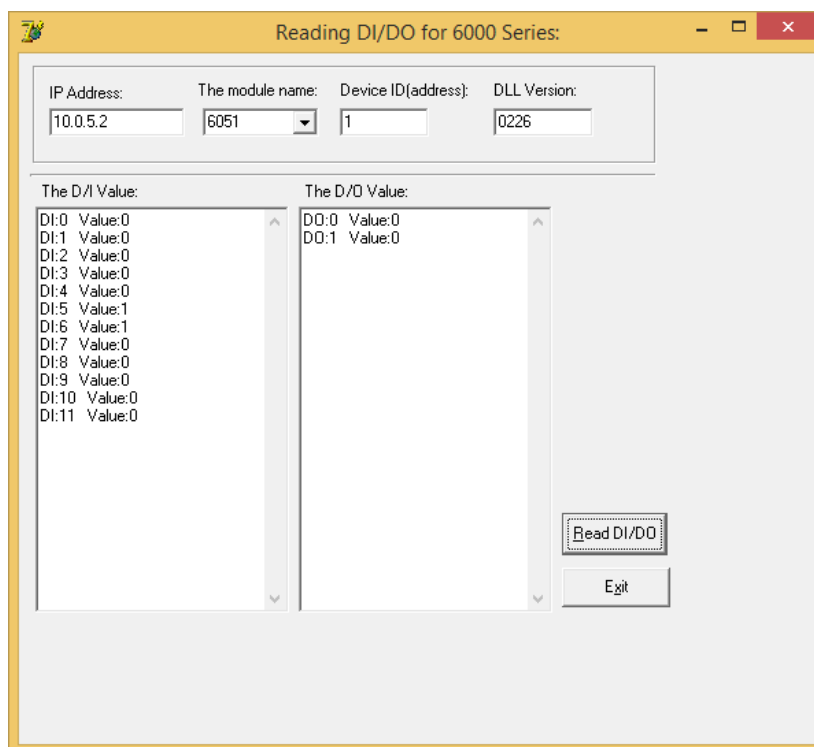 Reading DI/DO for 6000 Series:
IP Address: The module name: Device ID(address): DLL Version:
10.0.5.2 6051 1 0226
The D/I Value:
DI:0 Value:0
DI:1 Value:0
DI:2 Value:0
DI:3 Value:0
DI:4 Value:0
DI:5 Value:1
DI:6 Value:1
DI:7 Value:0
DI:8 Value:0
DI:9 Value:0
DI:10 Value:0
DI:11 Value:0
The D/O Value:
DO:0 Value:0
DO:1 Value:0
Read DI/DO
Exit